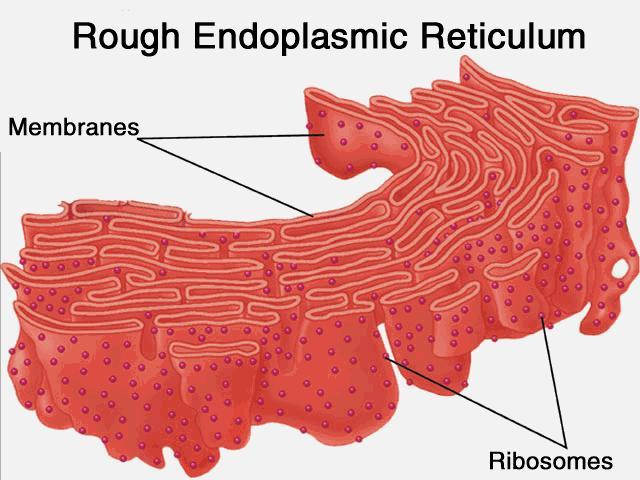 Rough Endoplasmic Reticulum
Membranes
Ribosomes